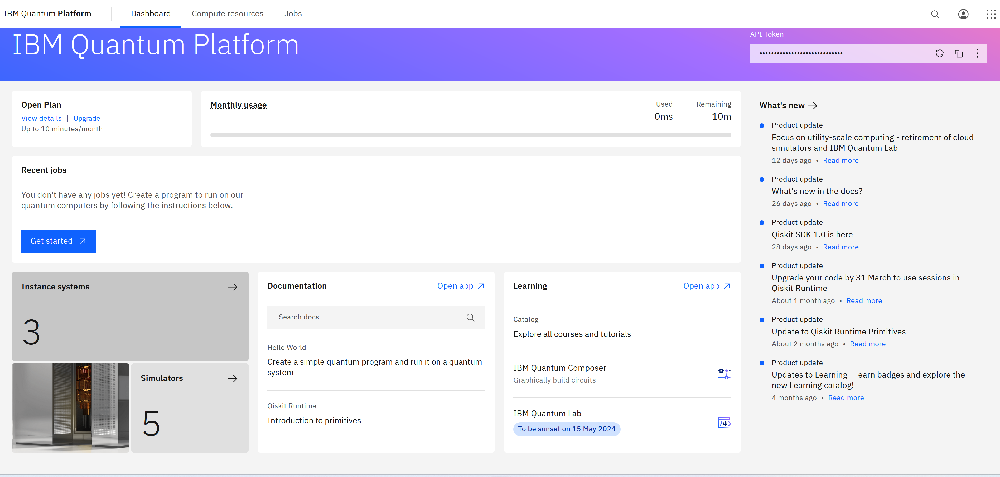 IBM Quantum Platform
Dashboard
Compute resources
Jobs
IBM Quantum Platform
API Token
••••••••••••••••••••••••••••••
Open Plan
View details | Upgrade
Up to 10 minutes/month
Monthly usage
Used
0ms
Remaining
10m
Recent jobs
You don't have any jobs yet! Create a program to run on our
quantum computers by following the instructions below.
Get started
Instance systems
3
Simulators
5
Documentation
Open app
Search docs
Hello World
Create a simple quantum program and run it on a quantum
system
Qiskit Runtime
Introduction to primitives
Learning
Open app
Catalog
Explore all courses and tutorials
IBM Quantum Composer
Graphically build circuits
IBM Quantum Lab
To be sunset on 15 May 2024
What's new
Product update
Focus on utility-scale computing - retirement of cloud
simulators and IBM Quantum Lab
12 days ago • Read more
Product update
What's new in the docs?
26 days ago • Read more
Product update
Qiskit SDK 1.0 is here
28 days ago • Read more
Product update
Upgrade your code by 31 March to use sessions in
Qiskit Runtime
About 1 month ago • Read more
Product update
Update to Qiskit Runtime Primitives
About 2 months ago • Read more
Product update
Updates to Learning -- earn badges and explore the
new Learning catalog!
4 months ago • Read more